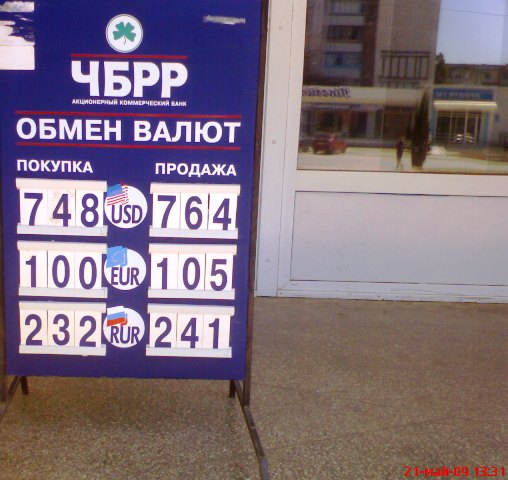 ЧБРР
АКЦИОНЕРНЫЙ КОММЕРЧЕСКИЙ БАНК
ОБМЕН ВАЛЮТ
ПОКУПКА ПРОДАЖА
748 USD 764
100 EUR 105
232 RUR 241
21-май-09 13:31